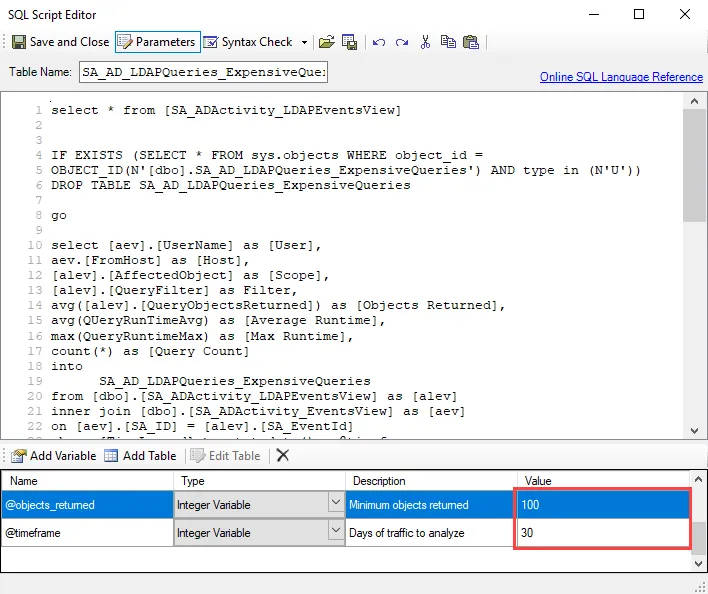 SQL Script Editor
Save and Close Parameters Syntax Check
Table Name: SA_AD_LDAPQueries_ExpensiveQue
Online SQL Language Reference
1 select * from [SA_ADActivity_LDAPEventsView]
2
3
4 IF EXISTS (SELECT * FROM sys.objects WHERE object_id =
5 OBJECT_ID(N'[dbo].SA_AD_LDAPQueries_ExpensiveQueries') AND type in (N'U'))
6 DROP TABLE SA_AD_LDAPQueries_ExpensiveQueries
7
8 go
9
10 select [aev].[UserName] as [User],
11 aev.[FromHost] as [Host],
12 [alev].[AffectedObject] as [Scope],
13 [alev].[QueryFilter] as Filter,
14 avg([alev].[QueryObjectsReturned]) as [Objects Returned],
15 avg(QUeryRunTimeAvg) as [Average Runtime],
16 max(QueryRuntimeMax) as [Max Runtime],
17 count(*) as [Query Count]
18 into
19 SA_AD_LDAPQueries_ExpensiveQueries
20 from [dbo].[SA_ADActivity_LDAPEventsView] as [alev]
21 inner join [dbo].[SA_ADActivity_EventsView] as [aev]
22 on [aev].[SA_ID] = [alev].[SA_EventId]
Add Variable Add Table Edit Table
Name Type Description Value
@objects_returned Integer Variable Minimum objects returned 100
@timeframe Integer Variable Days of traffic to analyze 30